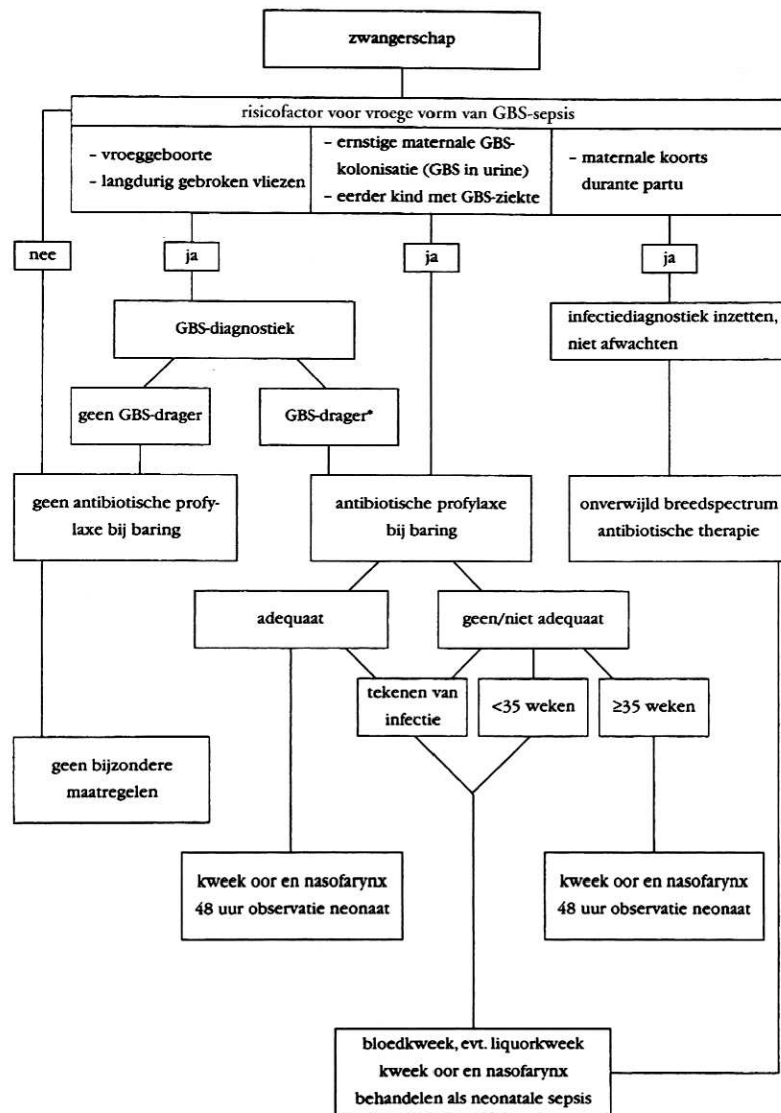 zwangerschap
risicofactor voor vroege vorm van GBS-sepsis
– vroeggeboorte
– langdurig gebroken vliezen
– ernstige maternale GBS-
kolonisatie (GBS in urine)
– eerder kind met GBS-ziekte
– maternale koorts
durante partu
nee
ja
ja
ja
GBS-diagnostiek
infectiediagnostiek inzetten,
niet afwachten
geen GBS-drager
GBS-drager*
geen antibiotische profy-
laxe bij baring
antibiotische profylaxe
bij baring
onverwijld breedspectrum
antibiotische therapie
adequaat
geen/niet adequaat
tekenen van
infectie
<35 weken
≥35 weken
geen bijzondere
maatregelen
kweek oor en nasofarynx
48 uur observatie neonaat
kweek oor en nasofarynx
48 uur observatie neonaat
bloedkweek, evt. liquorkweek
kweek oor en nasofarynx
behandelen als neonatale sepsis